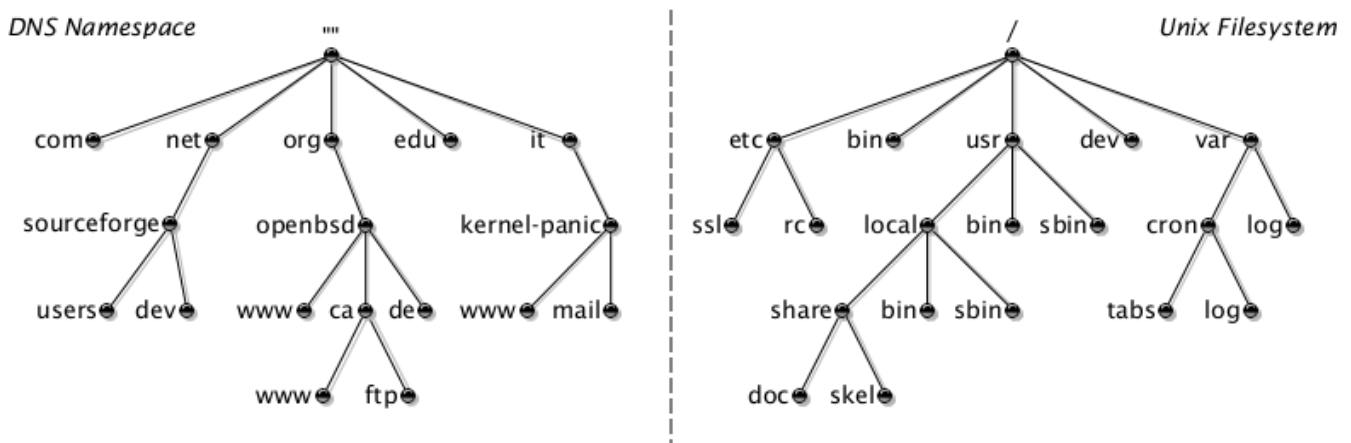 DNS Namespace "" / Unix Filesystem
com net org edu it etc bin usr dev var
sourceforge openbsd kernel-panic ssl rc local bin sbin cron log
users dev www ca de www mail share bin sbin tabs log
www ftp doc skel